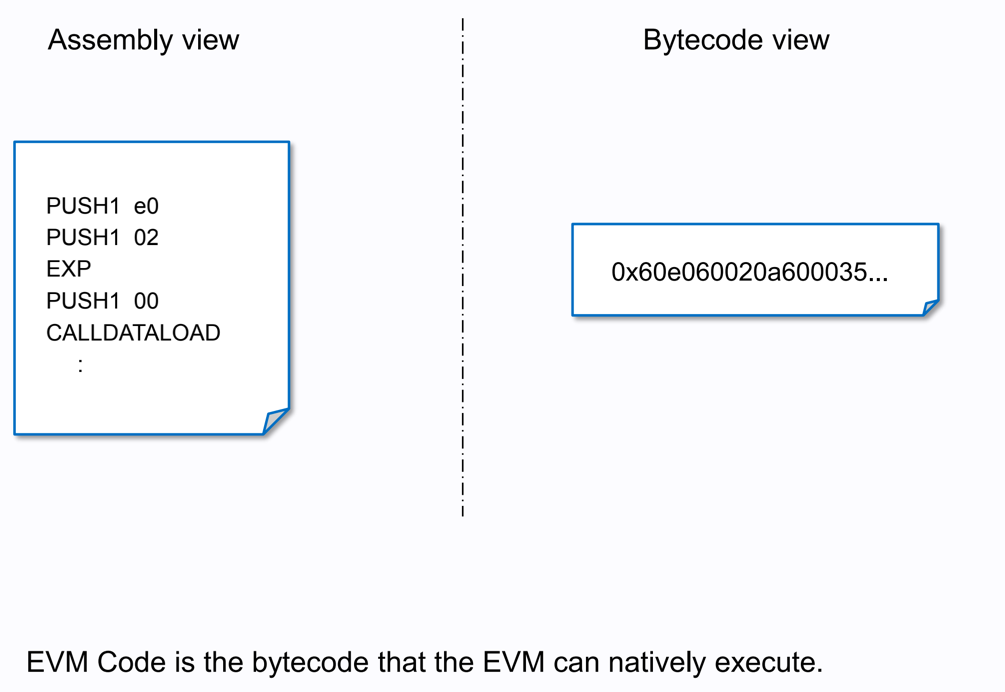 Assembly view
PUSH1 e0
PUSH1 02
EXP
PUSH1 00
CALLDATALOAD
:
Bytecode view
0x60e060020a600035...
EVM Code is the bytecode that the EVM can natively execute.